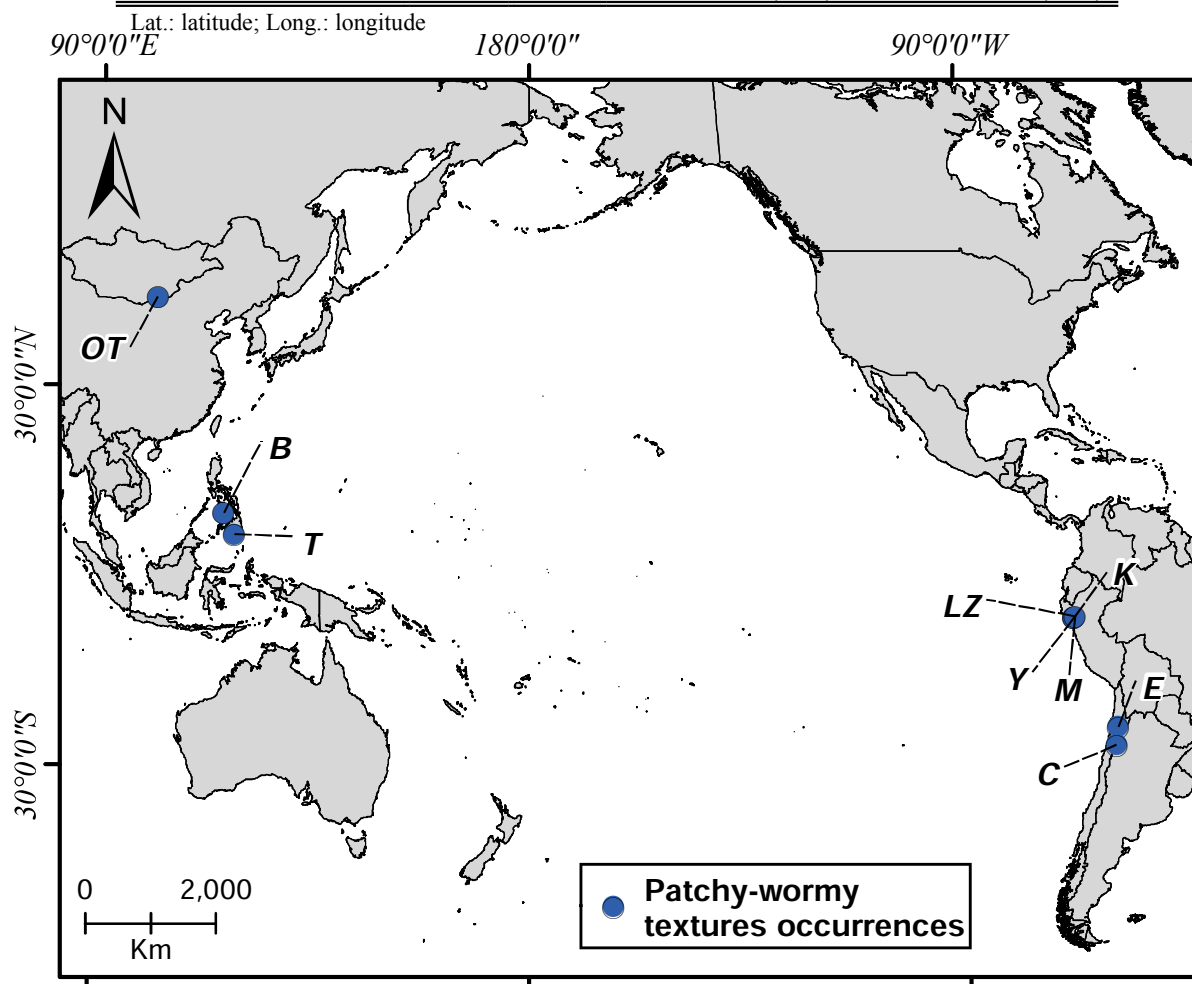 Lat.: latitude; Long.: longitude
90°0'0"E
180°0'0"
90°0'0"W
N
OT
30°0'0"N
B
T
K
LZ
Y
M
E
C
30°0'0"S
0
2,000
Km
Patchy-wormy
textures occurrences